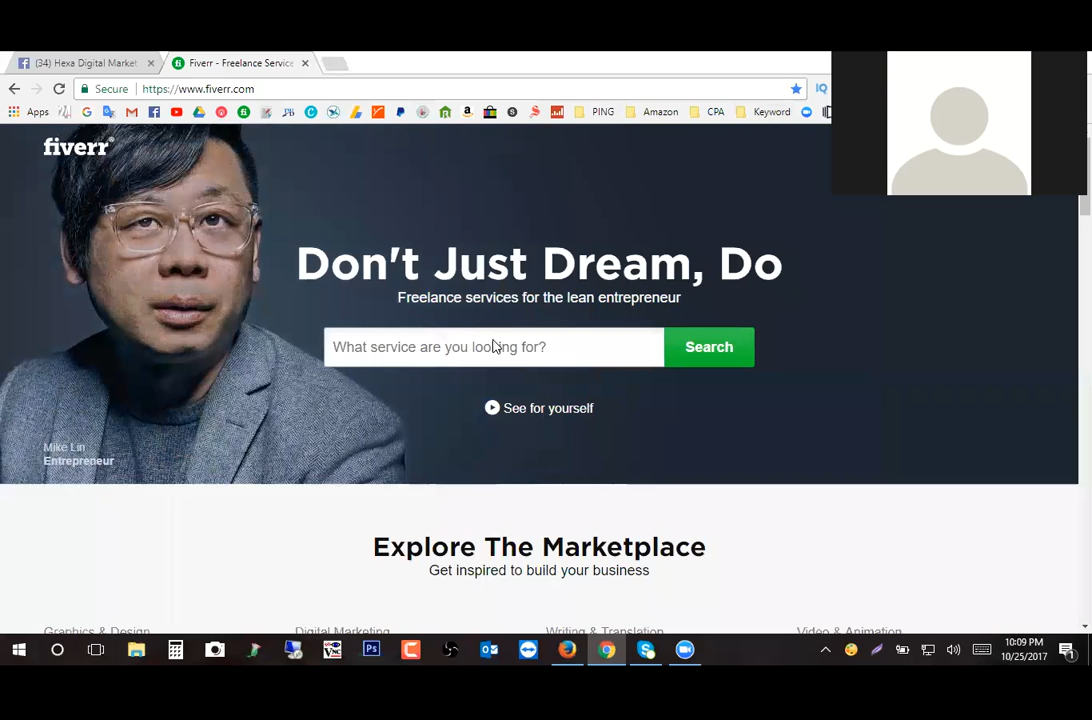 (34) Hexa Digital Market
Fiverr - Freelance Service
Secure
https://www.fiverr.com
Apps
PING
Amazon
CPA
Keyword
fiverr®
Don't Just Dream, Do
Freelance services for the lean entrepreneur
What service are you looking for?
Search
See for yourself
Mike Lin
Entrepreneur
Explore The Marketplace
Get inspired to build your business
Graphics & Design
Digital Marketing
Writing & Translation
Video & Animation
10:09 PM
10/25/2017